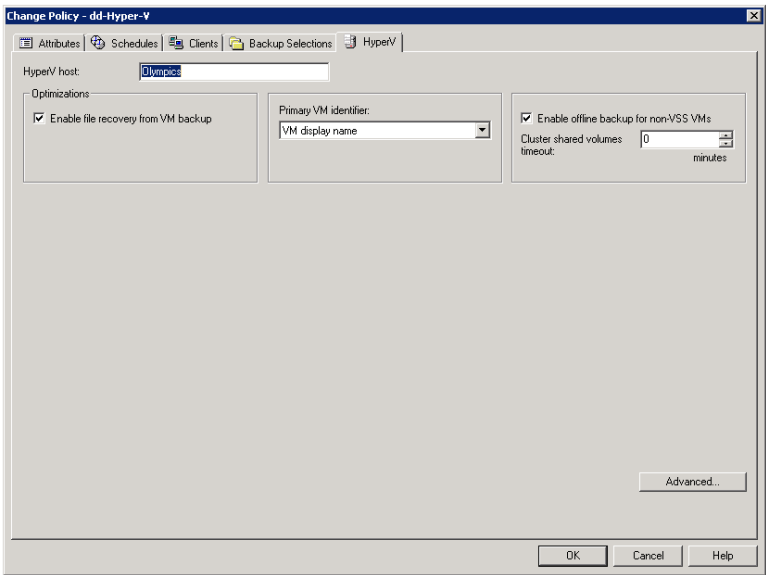 Change Policy - dd-Hyper-V
Attributes
Schedules
Clients
Backup Selections
HyperV
HyperV host:
Olympics
Optimizations
Enable file recovery from VM backup
Primary VM identifier:
VM display name
Enable offline backup for non-VSS VMs
Cluster shared volumes
timeout:
0
minutes
Advanced...
OK
Cancel
Help